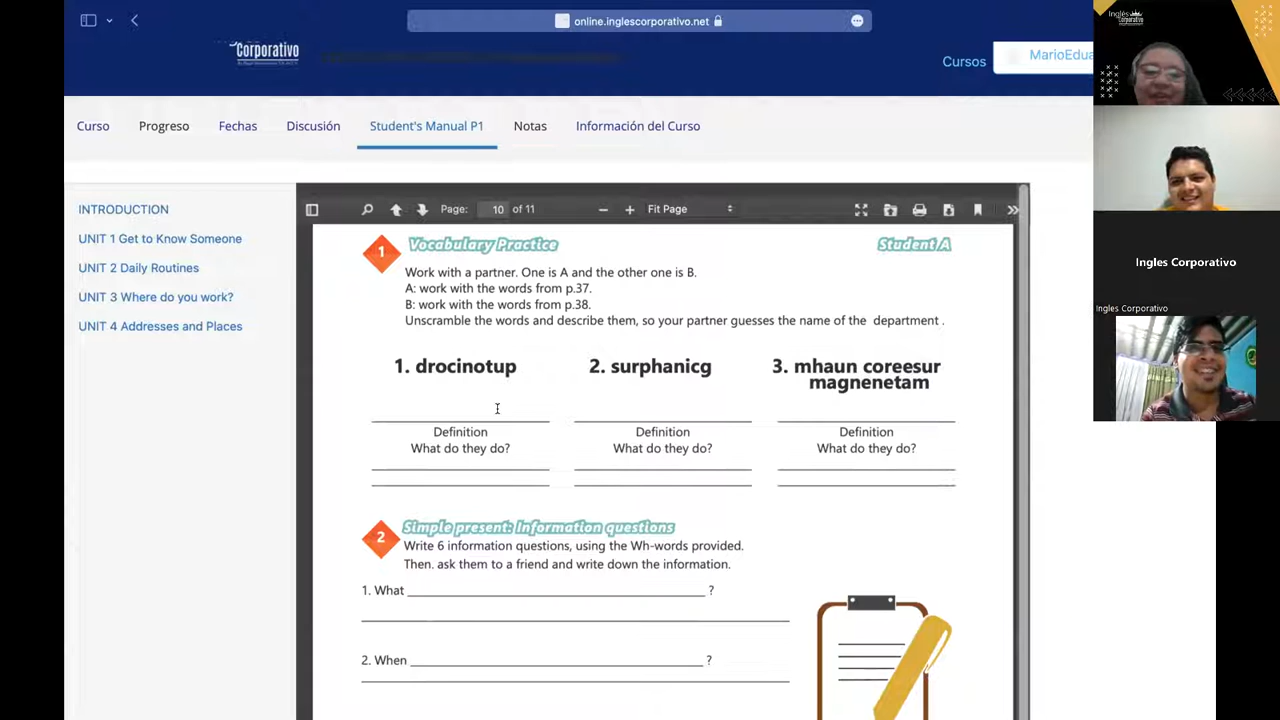 online.inglescorporativo.net
Corporativo
Cursos
MarioEdua
Curso
Progreso
Fechas
Discusión
Student's Manual P1
Notas
Información del Curso
INTRODUCTION
UNIT 1 Get to Know Someone
UNIT 2 Daily Routines
UNIT 3 Where do you work?
UNIT 4 Addresses and Places
Page: 10 of 11
Fit Page
1
Vocabulary Practice
Student A
Work with a partner. One is A and the other one is B.
A: work with the words from p.37.
B: work with the words from p.38.
Unscramble the words and describe them, so your partner guesses the name of the department .
1. drocinotup
2. surphanicg
3. mhaun coreesur
magnenetam
Definition
What do they do?
Definition
What do they do?
Definition
What do they do?
2
Simple present: Information questions
Write 6 information questions, using the Wh-words provided.
Then. ask them to a friend and write down the information.
1. What ?
2. When ?
Inglés
Corporativo
Ingles Corporativo
Ingles Corporativo